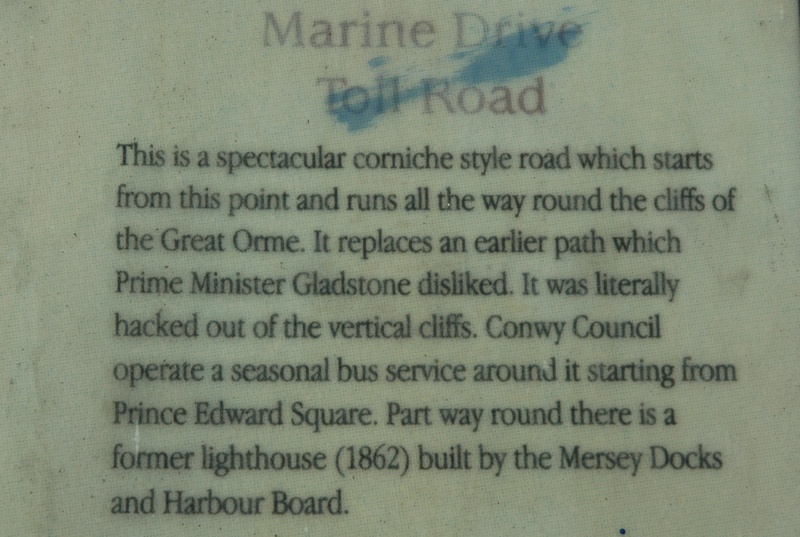 Marine Drive
Toll Road
This is a spectacular corniche style road which starts
from this point and runs all the way round the cliffs of
the Great Orme. It replaces an earlier path which
Prime Minister Gladstone disliked. It was literally
hacked out of the vertical cliffs. Conwy Council
operate a seasonal bus service around it starting from
Prince Edward Square. Part way round there is a
former lighthouse (1862) built by the Mersey Docks
and Harbour Board.